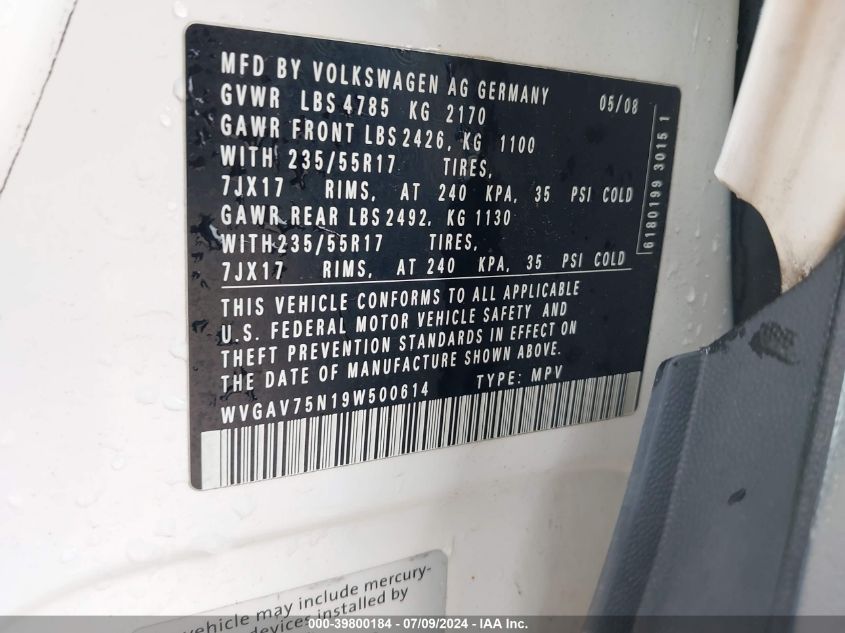 MFD BY VOLKSWAGEN AG GERMANY 05/08
GVWR LBS 4785 KG 2170
GAWR FRONT LBS 2426, KG 1100
WITH 235/55R17 TIRES,
7JX17 RIMS, AT 240 KPA, 35 PSI COLD
GAWR REAR LBS 2492, KG 1130
WITH 235/55R17 TIRES,
7JX17 RIMS, AT 240 KPA, 35 PSI COLD
THIS VEHICLE CONFORMS TO ALL APPLICABLE
U.S. FEDERAL MOTOR VEHICLE SAFETY AND
THEFT PREVENTION STANDARDS IN EFFECT ON
THE DATE OF MANUFACTURE SHOWN ABOVE.
WVGAV75N19W500614 TYPE: MPV
6180199 3015 1
vehicle may include mercury-
devices installed by
000-39800184 - 07/09/2024 - IAA Inc.